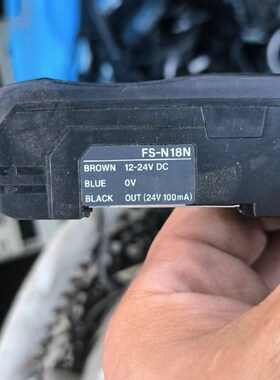 FS-N18N
BROWN 12-24V DC
BLUE 0V
BLACK OUT (24V 100mA)